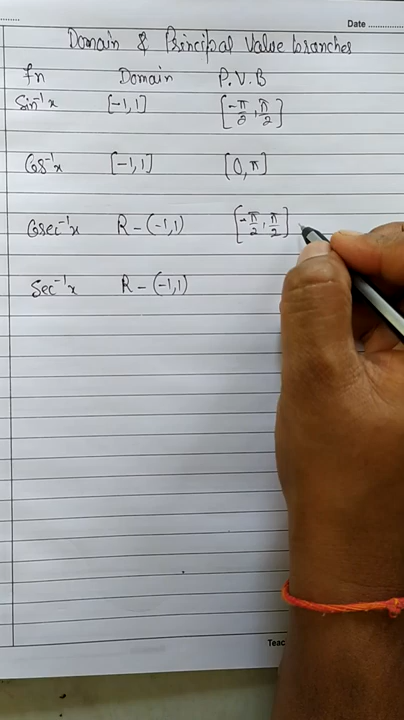 Date
Domain & Principal Value branches
fn Domain P.V.B
Sin⁻¹x [-1,1] [-π/2, π/2]
Cos⁻¹x [-1,1] [0, π]
Cosec⁻¹x R - (-1,1) [-π/2, π/2]
Sec⁻¹x R - (-1,1)
Teac